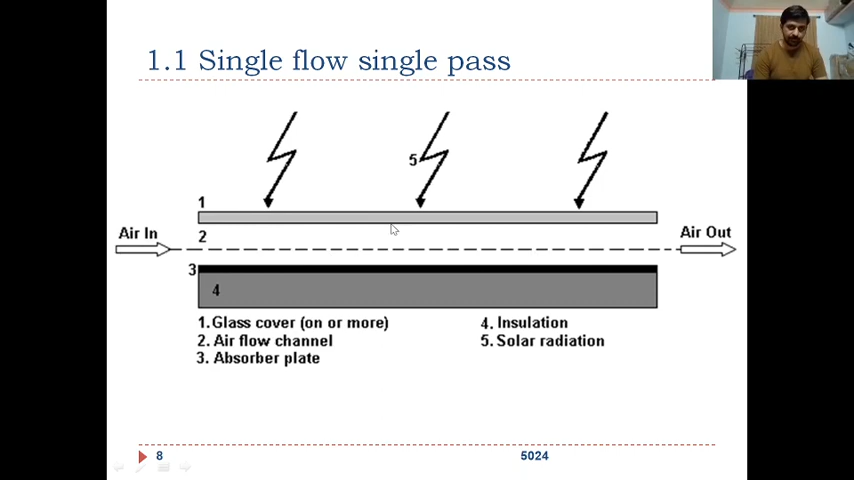 1.1 Single flow single pass
5
1
Air In
2
Air Out
3
4
1.Glass cover (on or more)
2. Air flow channel
3. Absorber plate
4. Insulation
5. Solar radiation
8
5024